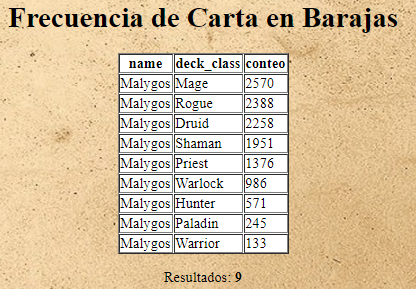 Frecuencia de Carta en Barajas
name deck_class conteo
Malygos Mage 2570
Malygos Rogue 2388
Malygos Druid 2258
Malygos Shaman 1951
Malygos Priest 1376
Malygos Warlock 986
Malygos Hunter 571
Malygos Paladin 245
Malygos Warrior 133
Resultados: 9